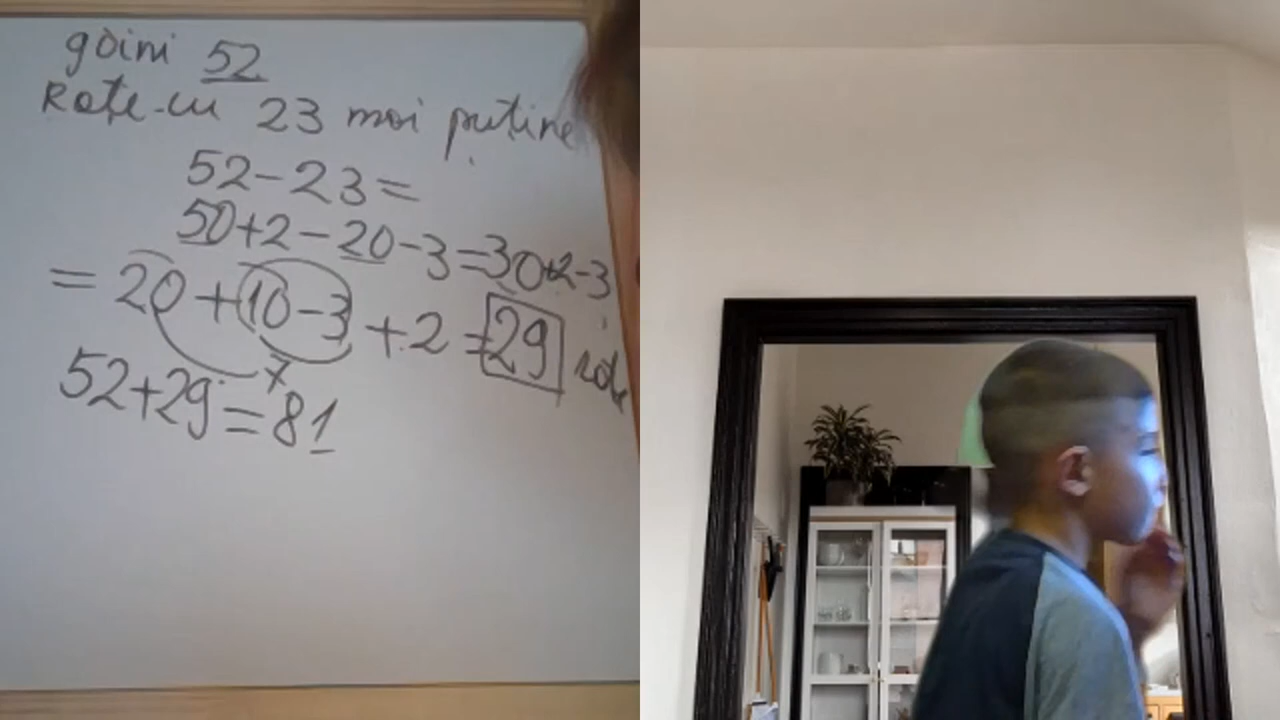 găini 52
Rațe-cu 23 mai puține
52-23=
50+2-20-3=30+2-3
=20+(10-3)+2=29
7
52+29=81